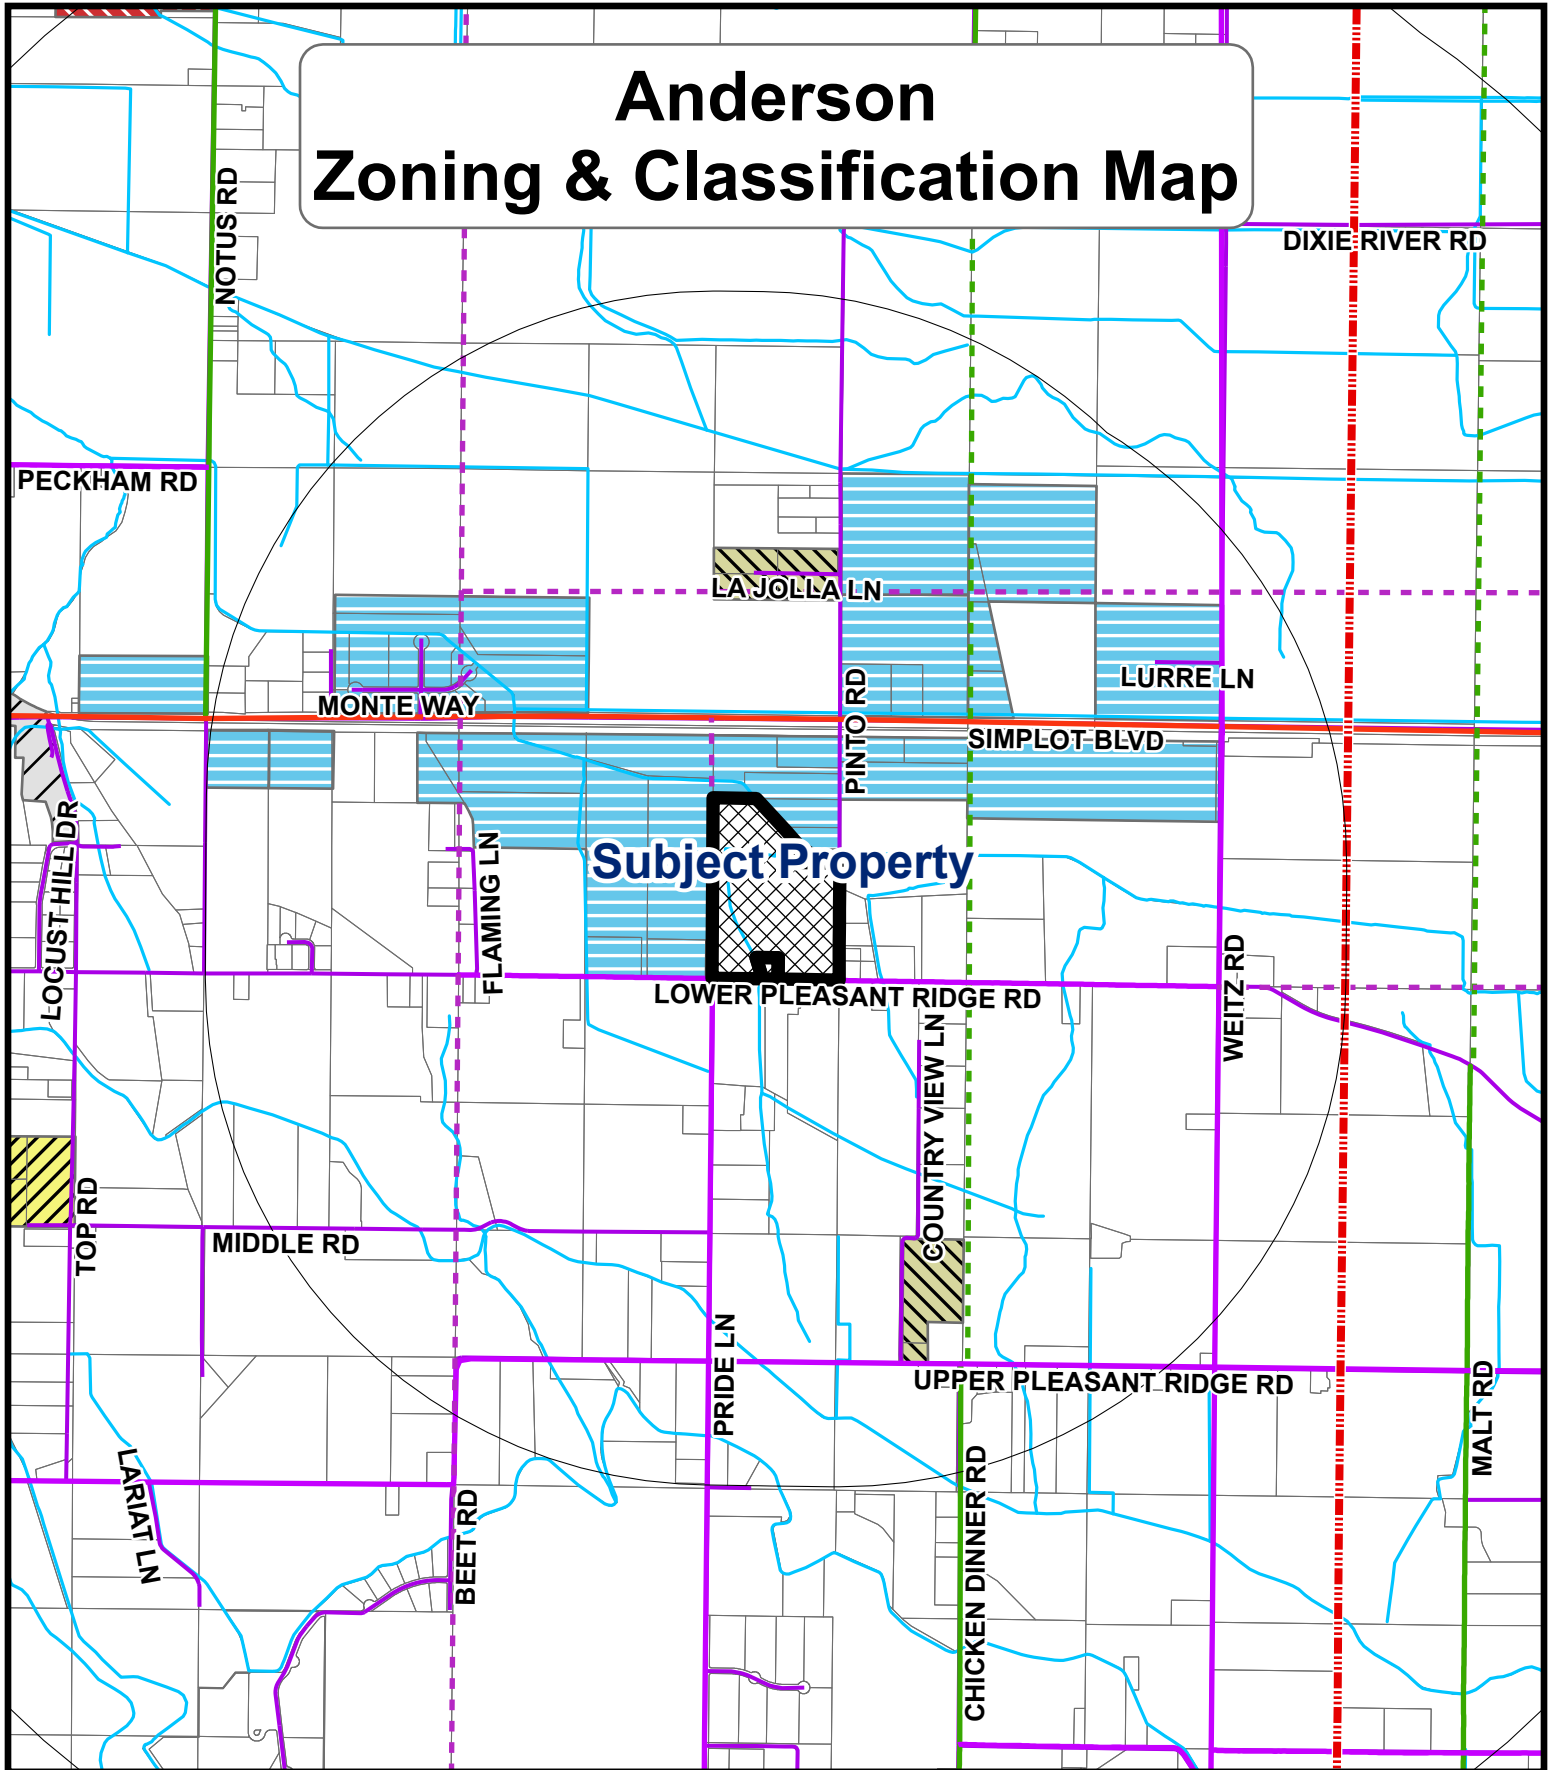 Anderson
Zoning & Classification Map
NOTUS RD
DIXIE RIVER RD
PECKHAM RD
LA JOLLA LN
LURRE LN
MONTE WAY
PINTO RD
SIMPLOT BLVD
LOCUST HILL DR
FLAMING LN
Subject Property
WEITZ RD
LOWER PLEASANT RIDGE RD
COUNTRY VIEW LN
TOP RD
MIDDLE RD
PRIDE LN
UPPER PLEASANT RIDGE RD
MALT RD
LARIAT LN
BEET RD
CHICKEN DINNER RD